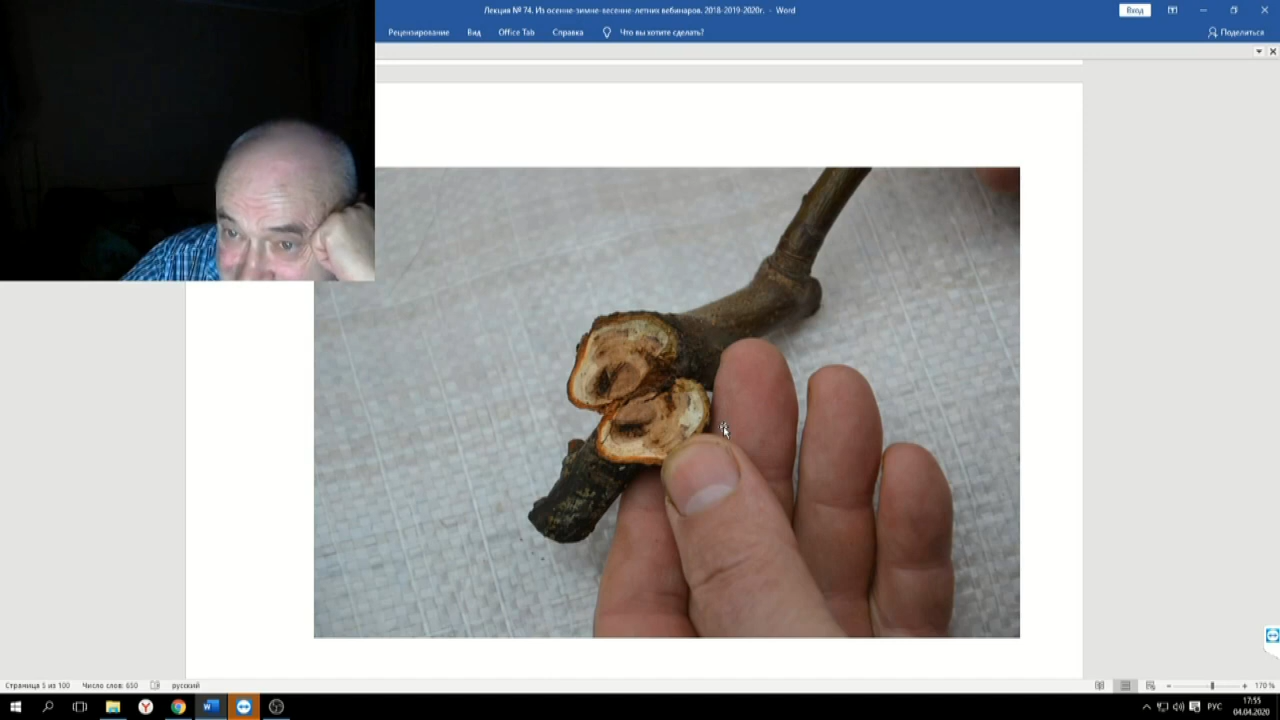 Лекция № 74. Из осенне-зимне-весенне-летних вебинаров. 2018-2019-2020г. - Word
Вход
Рецензирование Вид Office Tab Справка Что вы хотите сделать? Поделиться
Страница 5 из 100 Число слов: 650 русский 170 %
РУС 17:55
04.04.2020